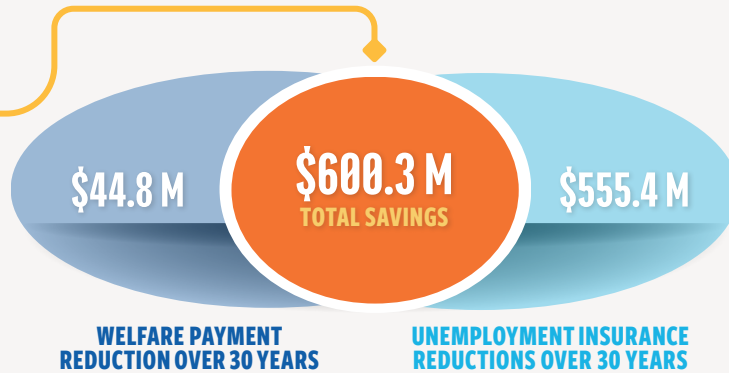 $44.8 M
$600.3 M
TOTAL SAVINGS
$555.4 M
WELFARE PAYMENT
REDUCTION OVER 30 YEARS
UNEMPLOYMENT INSURANCE
REDUCTIONS OVER 30 YEARS